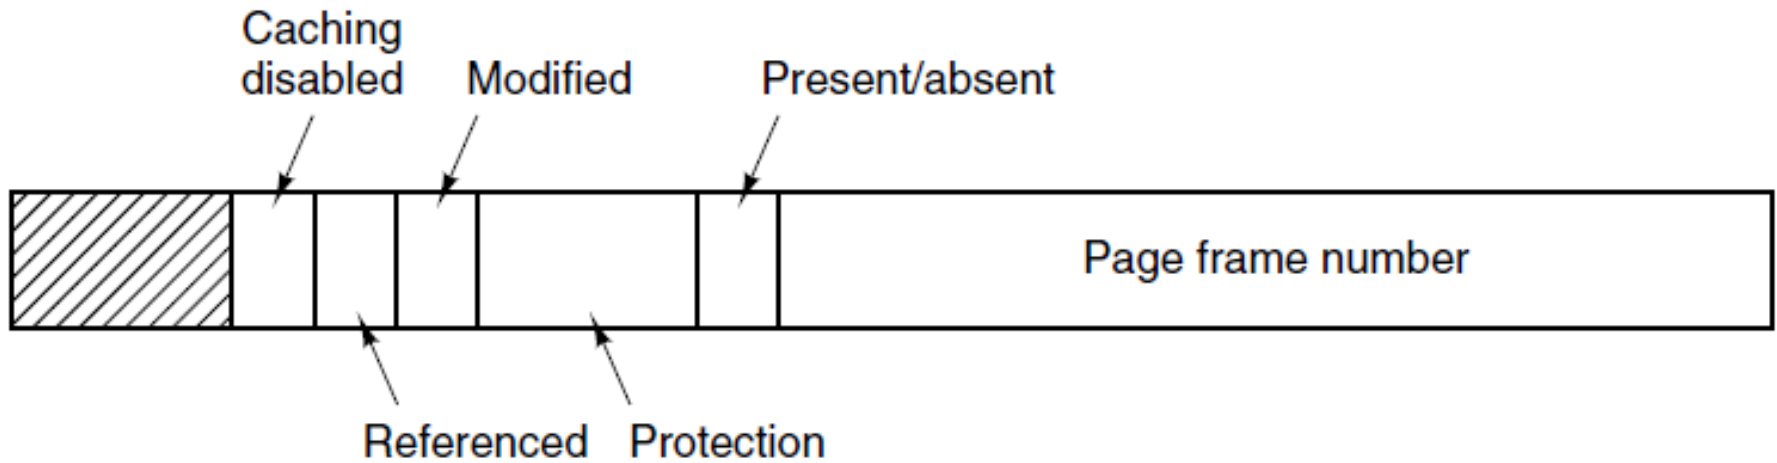 Caching
disabled
Modified
Present/absent
Page frame number
Referenced
Protection